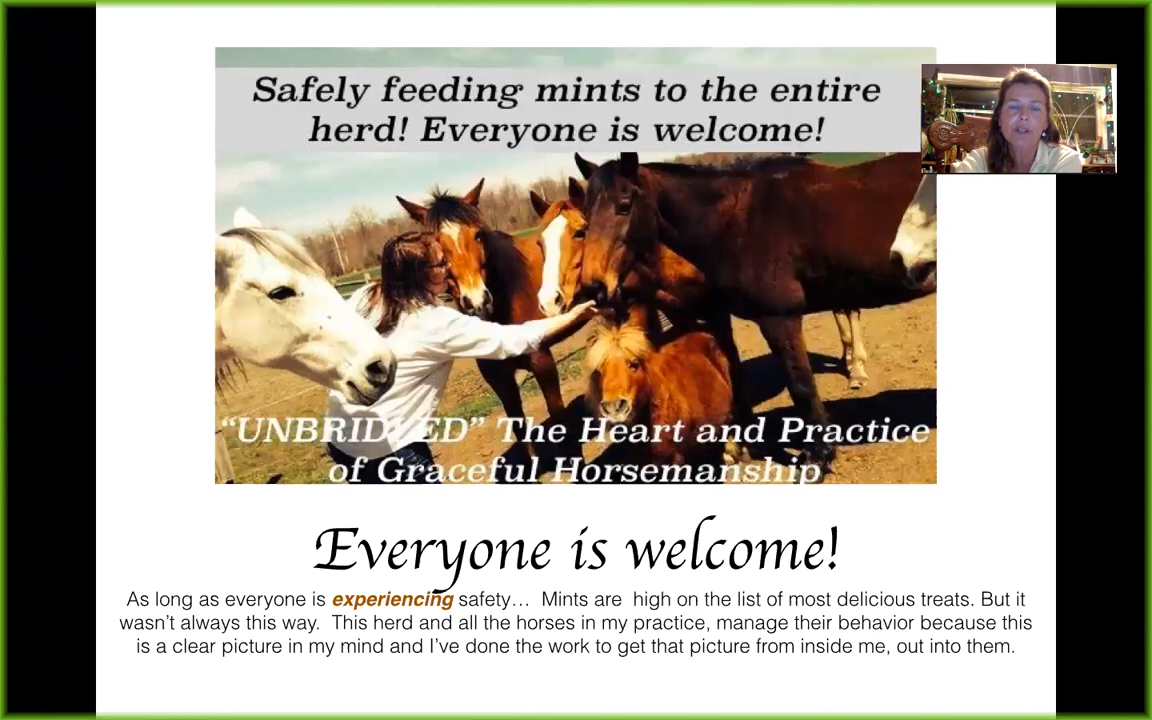 Safely feeding mints to the entire
herd! Everyone is welcome!
“UNBRIDLED” The Heart and Practice
of Graceful Horsemanship
Everyone is welcome!
As long as everyone is experiencing safety…  Mints are  high on the list of most delicious treats. But it
wasn’t always this way.  This herd and all the horses in my practice, manage their behavior because this
is a clear picture in my mind and I’ve done the work to get that picture from inside me, out into them.